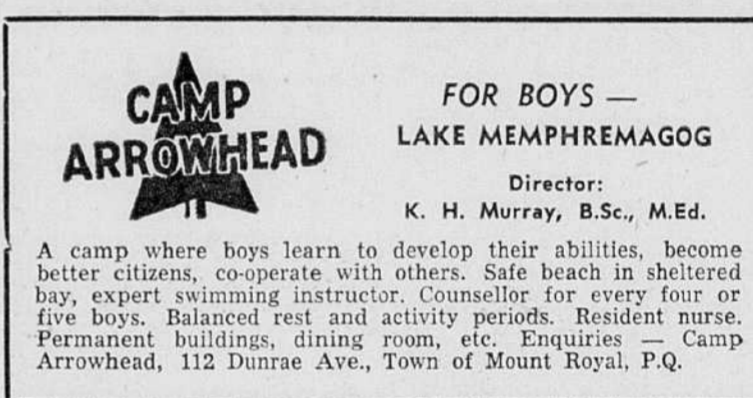 CAMP
ARROWHEAD
FOR BOYS —
LAKE MEMPHREMAGOG
Director:
K. H. Murray, B.Sc., M.Ed.
A camp where boys learn to develop their abilities, become
better citizens, co-operate with others. Safe beach in sheltered
bay, expert swimming instructor. Counsellor for every four or
five boys. Balanced rest and activity periods. Resident nurse.
Permanent buildings, dining room, etc. Enquiries — Camp
Arrowhead, 112 Dunrae Ave., Town of Mount Royal, P.Q.